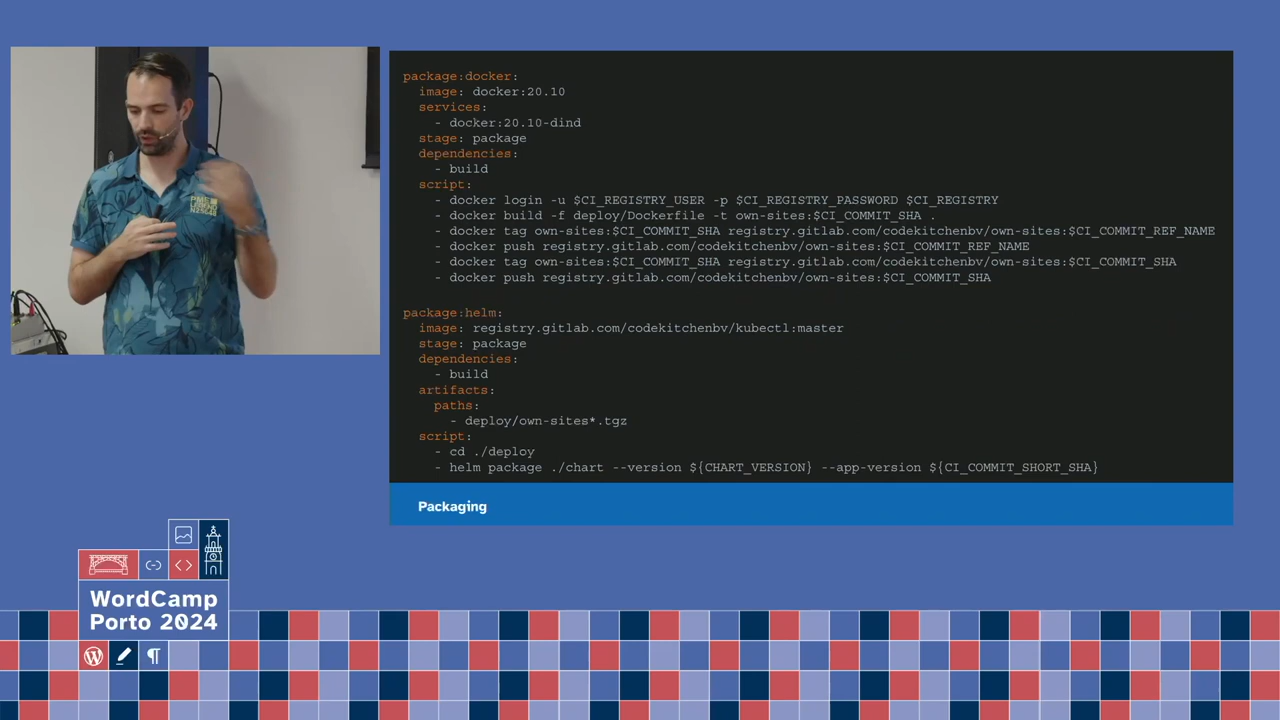 package:docker:
  image: docker:20.10
  services:
    - docker:20.10-dind
  stage: package
  dependencies:
    - build
  script:
    - docker login -u $CI_REGISTRY_USER -p $CI_REGISTRY_PASSWORD $CI_REGISTRY
    - docker build -f deploy/Dockerfile -t own-sites:$CI_COMMIT_SHA .
    - docker tag own-sites:$CI_COMMIT_SHA registry.gitlab.com/codekitchenbv/own-sites:$CI_COMMIT_REF_NAME
    - docker push registry.gitlab.com/codekitchenbv/own-sites:$CI_COMMIT_REF_NAME
    - docker tag own-sites:$CI_COMMIT_SHA registry.gitlab.com/codekitchenbv/own-sites:$CI_COMMIT_SHA
    - docker push registry.gitlab.com/codekitchenbv/own-sites:$CI_COMMIT_SHA
package:helm:
  image: registry.gitlab.com/codekitchenbv/kubectl:master
  stage: package
  dependencies:
    - build
  artifacts:
    paths:
      - deploy/own-sites*.tgz
  script:
    - cd ./deploy
    - helm package ./chart --version ${CHART_VERSION} --app-version ${CI_COMMIT_SHORT_SHA}
Packaging
WordCamp
Porto 2024